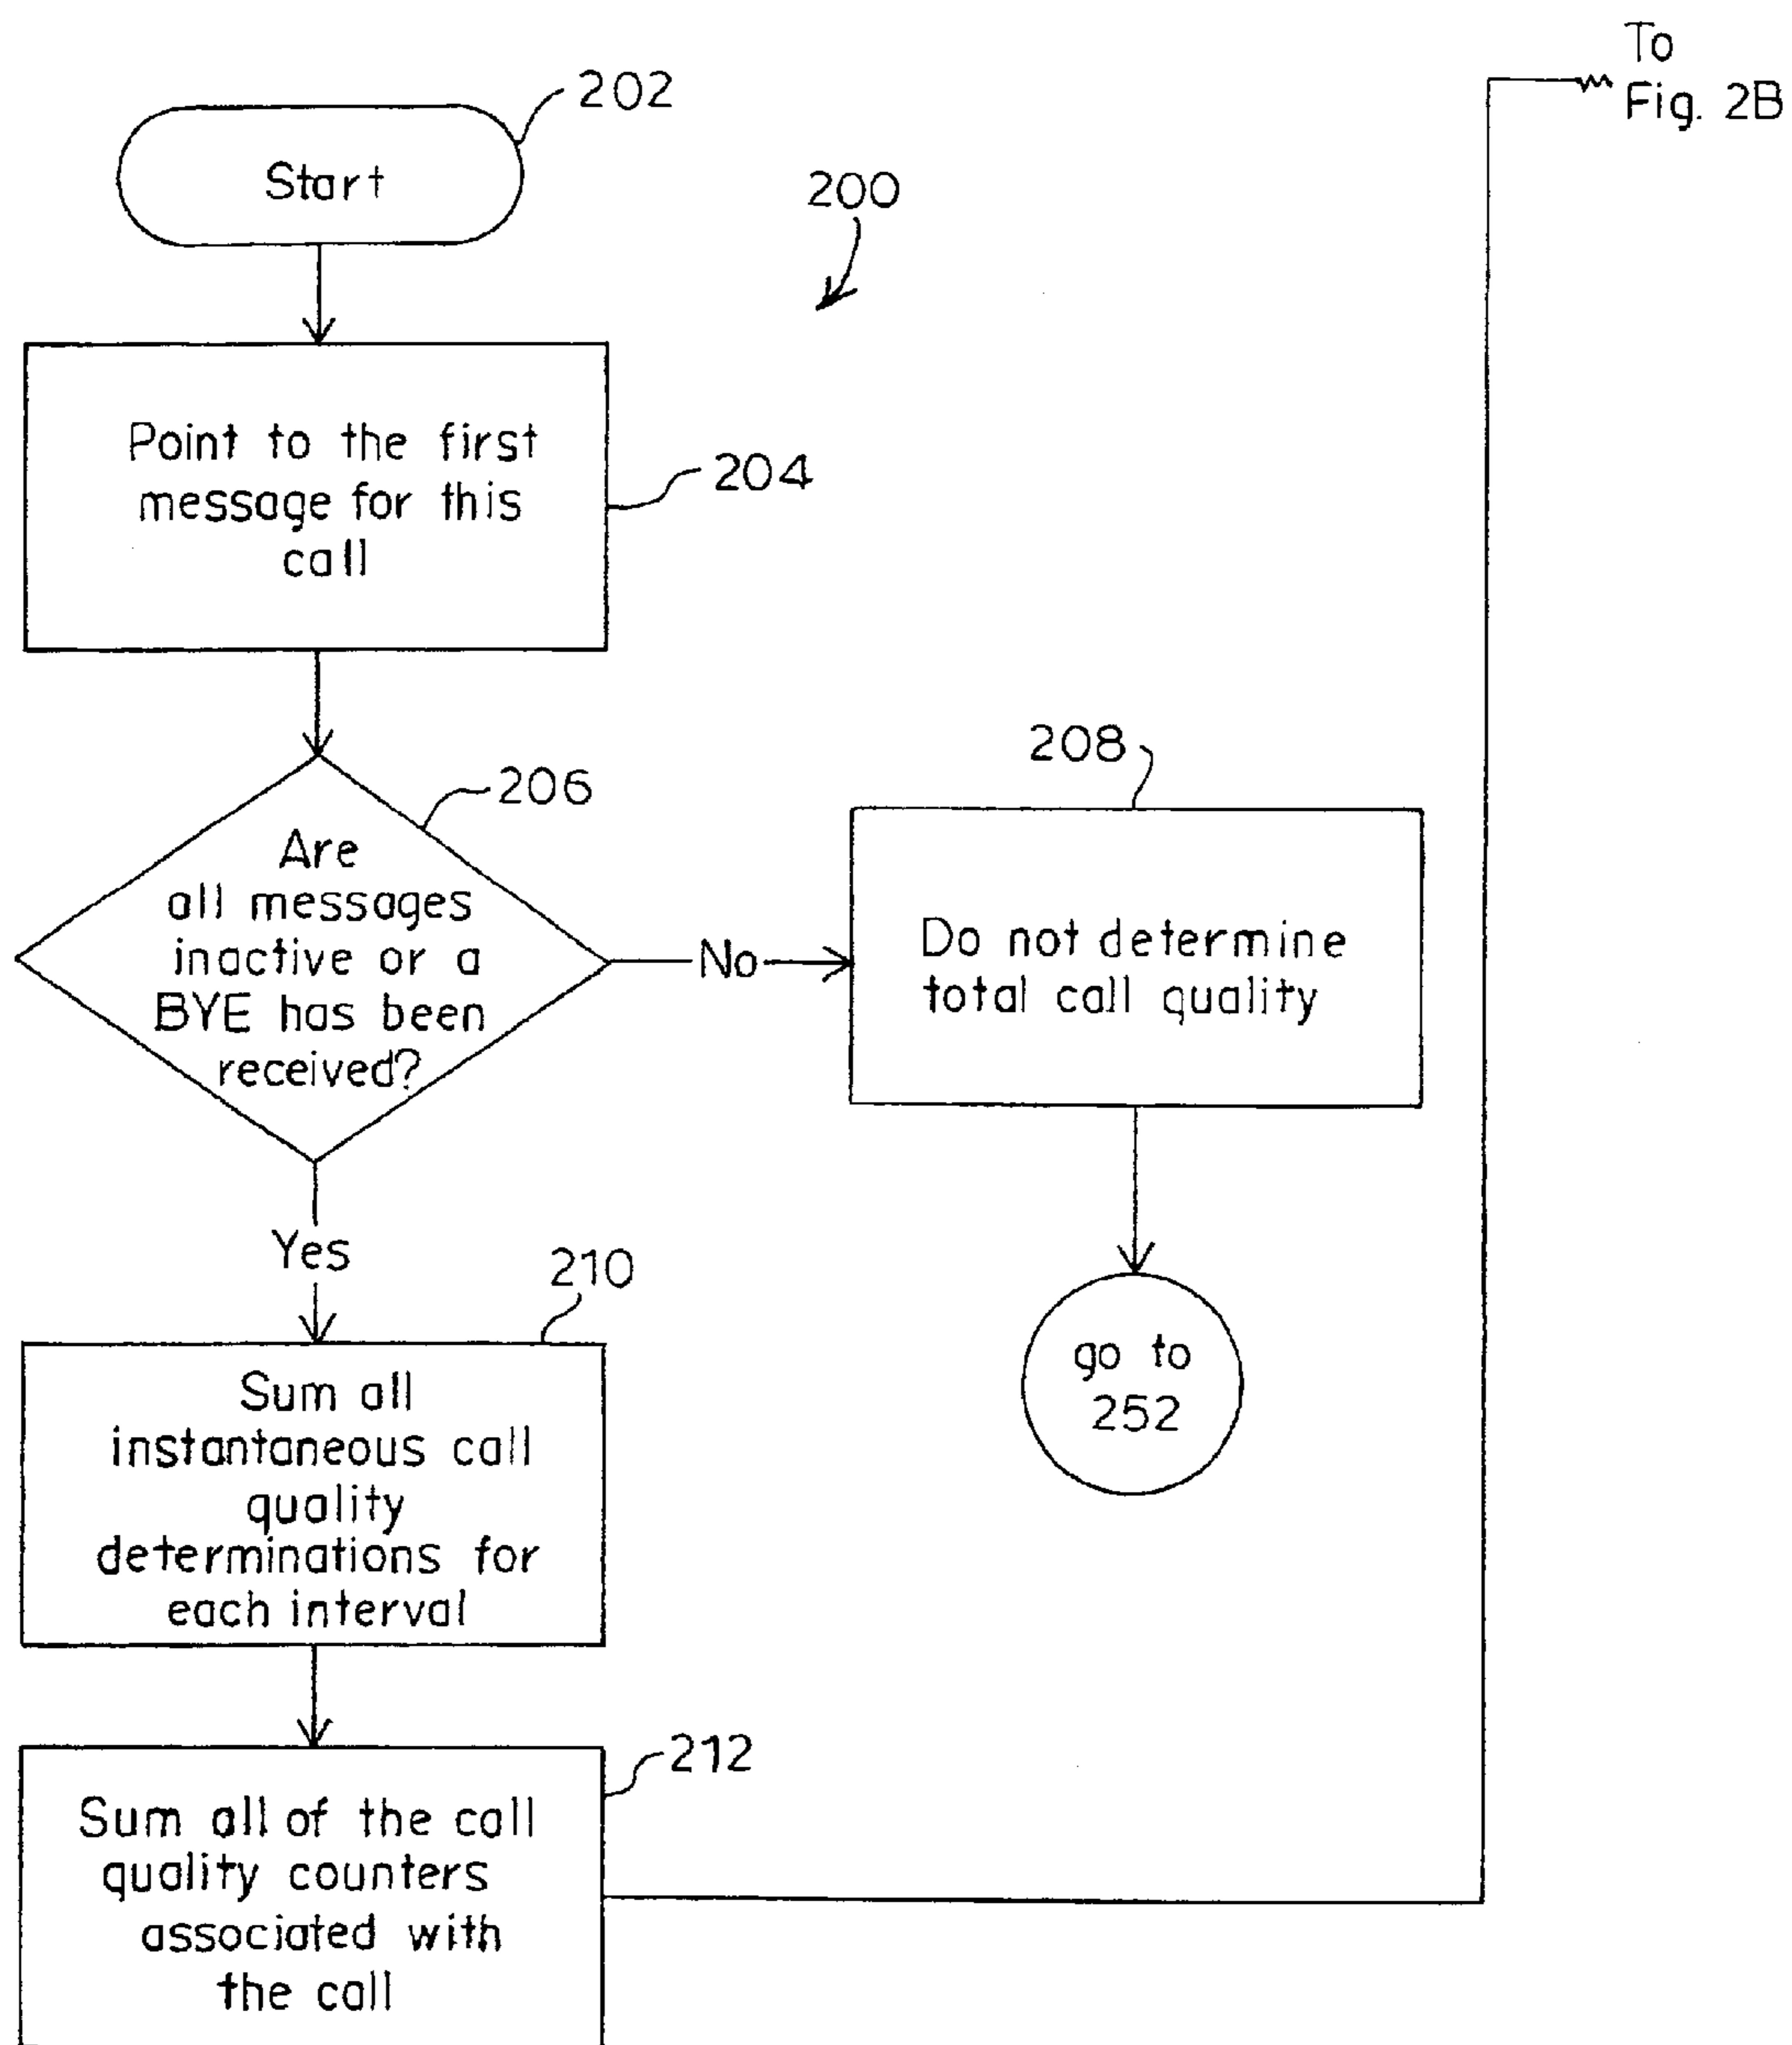 To
Fig. 2B
202
Start
200
Point to the first
message for this
call
204
206
Are
all messages
inactive or a
BYE has been
received?
No
208
Do not determine
total call quality
go to
252
Yes
210
Sum all
instantaneous call
quality
determinations for
each interval
212
Sum all of the call
quality counters
associated with
the call